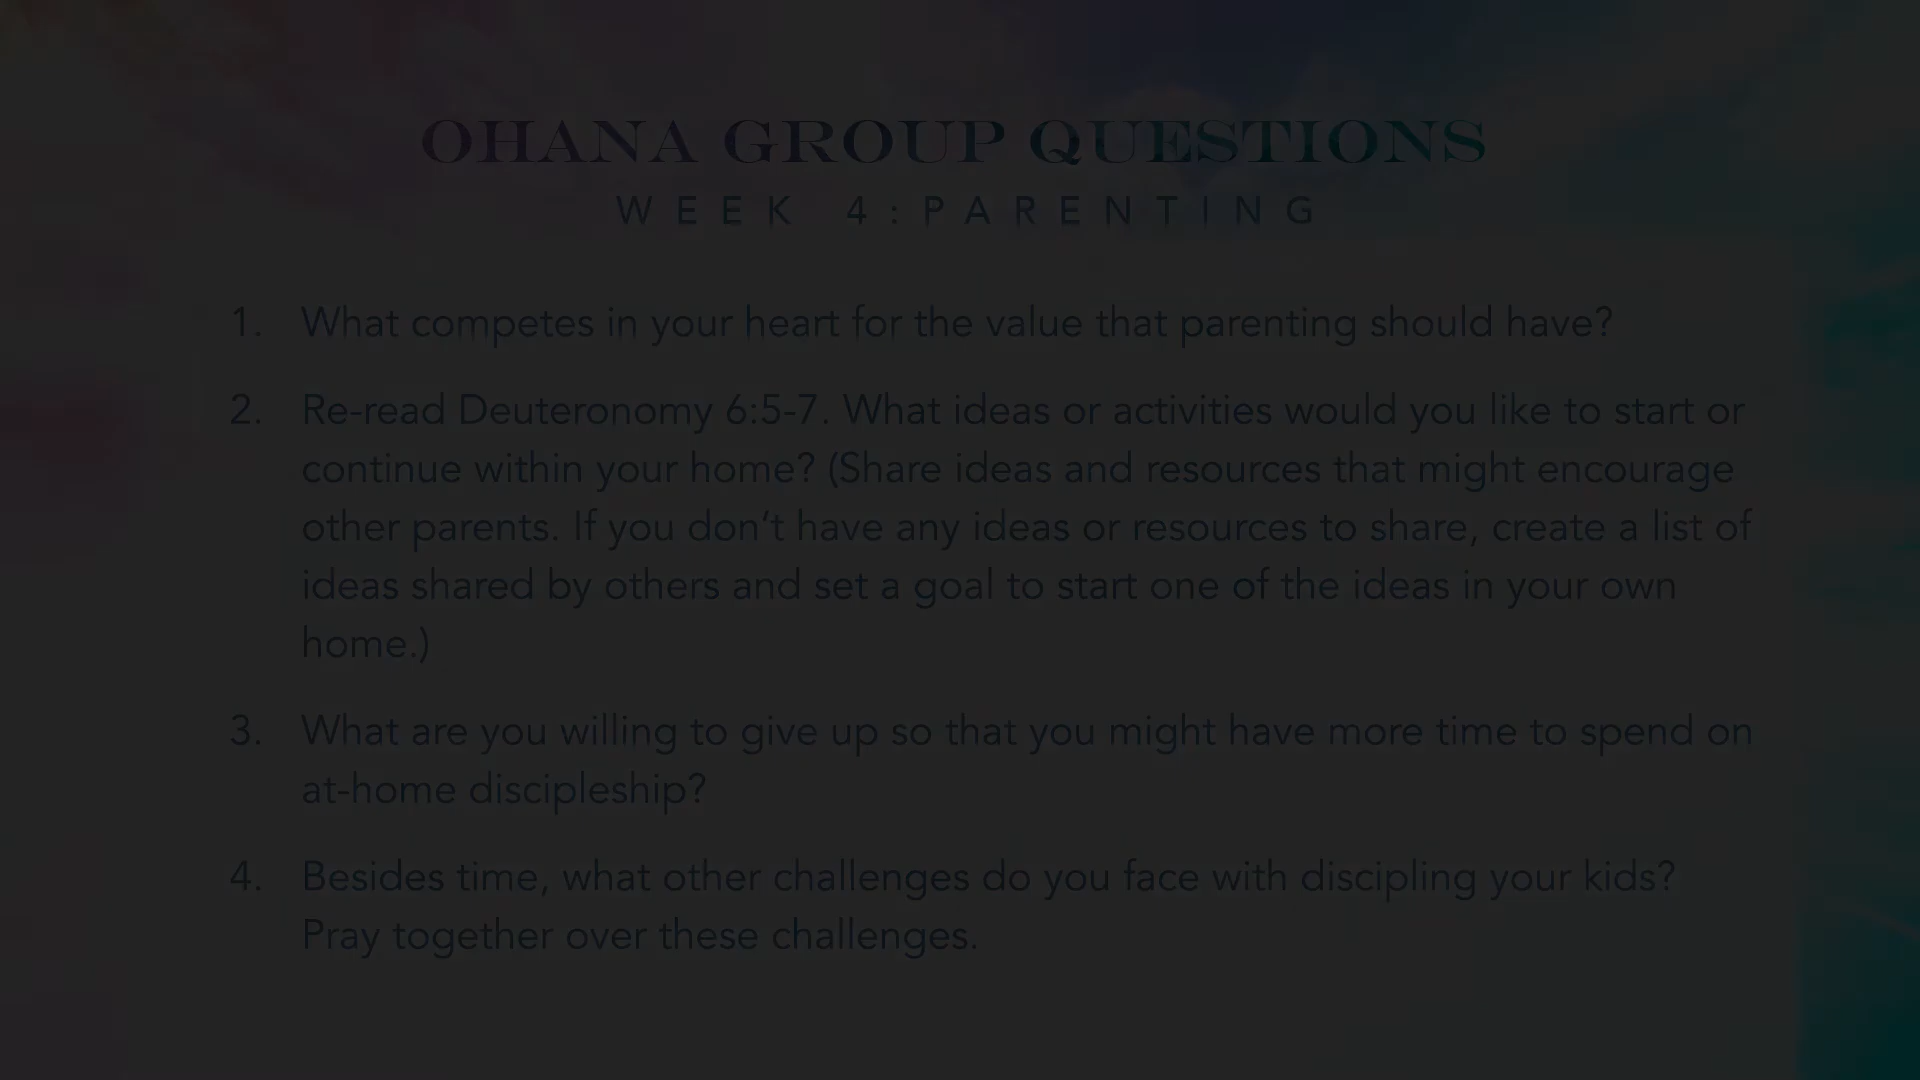 OHANA GROUP QUESTIONS
WEEK 4:PARENTING
1. What competes in your heart for the value that parenting should have?
2. Re-read Deuteronomy 6:5-7. What ideas or activities would you like to start or
continue within your home? (Share ideas and resources that might encourage
other parents. If you don’t have any ideas or resources to share, create a list of
ideas shared by others and set a goal to start one of the ideas in your own
home.)
3. What are you willing to give up so that you might have more time to spend on
at-home discipleship?
4. Besides time, what other challenges do you face with discipling your kids?
Pray together over these challenges.